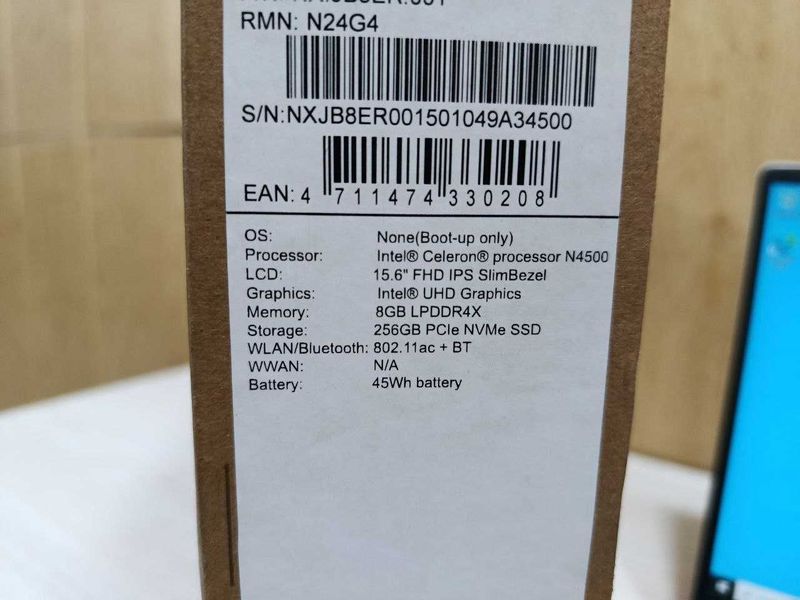 RMN: N24G4
S/N:NXJB8ER001501049A34500
EAN: 4 711474 330208
OS: None(Boot-up only)
Processor: Intel® Celeron® processor N4500
LCD: 15.6" FHD IPS SlimBezel
Graphics: Intel® UHD Graphics
Memory: 8GB LPDDR4X
Storage: 256GB PCIe NVMe SSD
WLAN/Bluetooth: 802.11ac + BT
WWAN: N/A
Battery: 45Wh battery